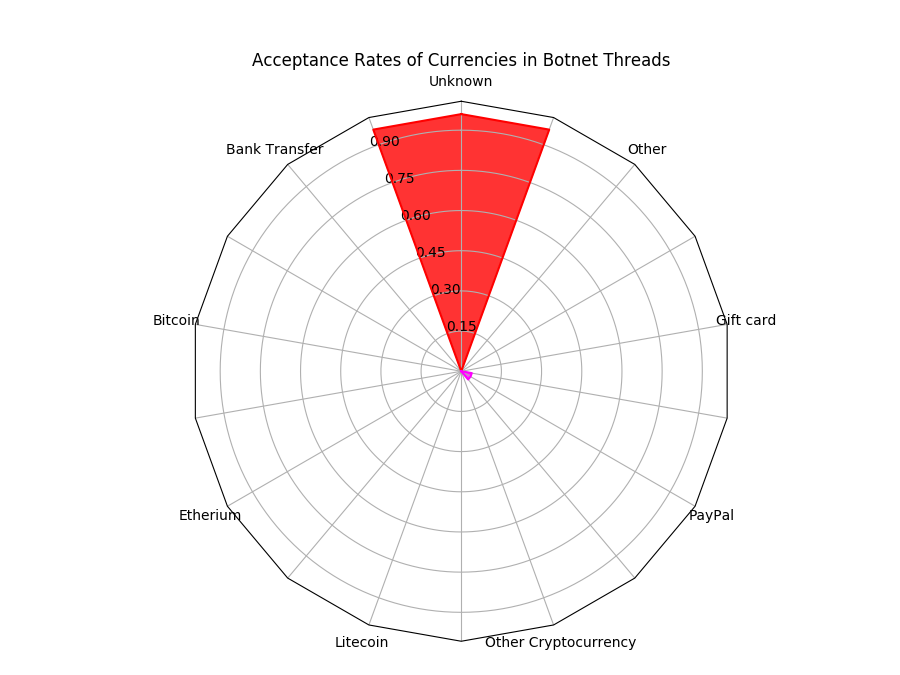 Acceptance Rates of Currencies in Botnet Threads
Unknown
Bank Transfer
Other
0.90
0.75
0.60
0.45
0.30
0.15
Bitcoin
Gift card
Etherium
PayPal
Litecoin
Other Cryptocurrency